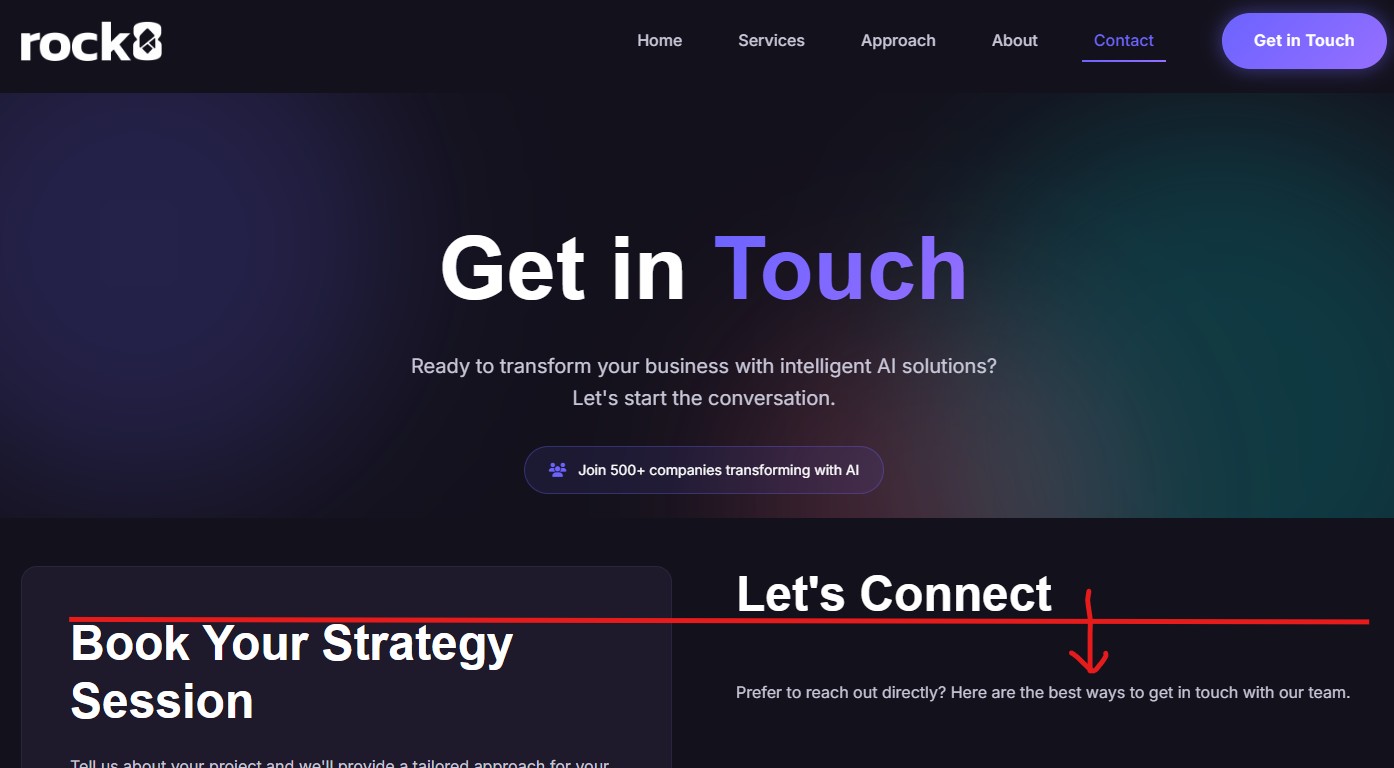 rock8
Home
Services
Approach
About
Contact
Get in Touch
Get in Touch
Ready to transform your business with intelligent AI solutions?
Let's start the conversation.
Join 500+ companies transforming with AI
Book Your Strategy
Session
Tell us about your project and we'll provide a tailored approach for your
Let's Connect
Prefer to reach out directly? Here are the best ways to get in touch with our team.